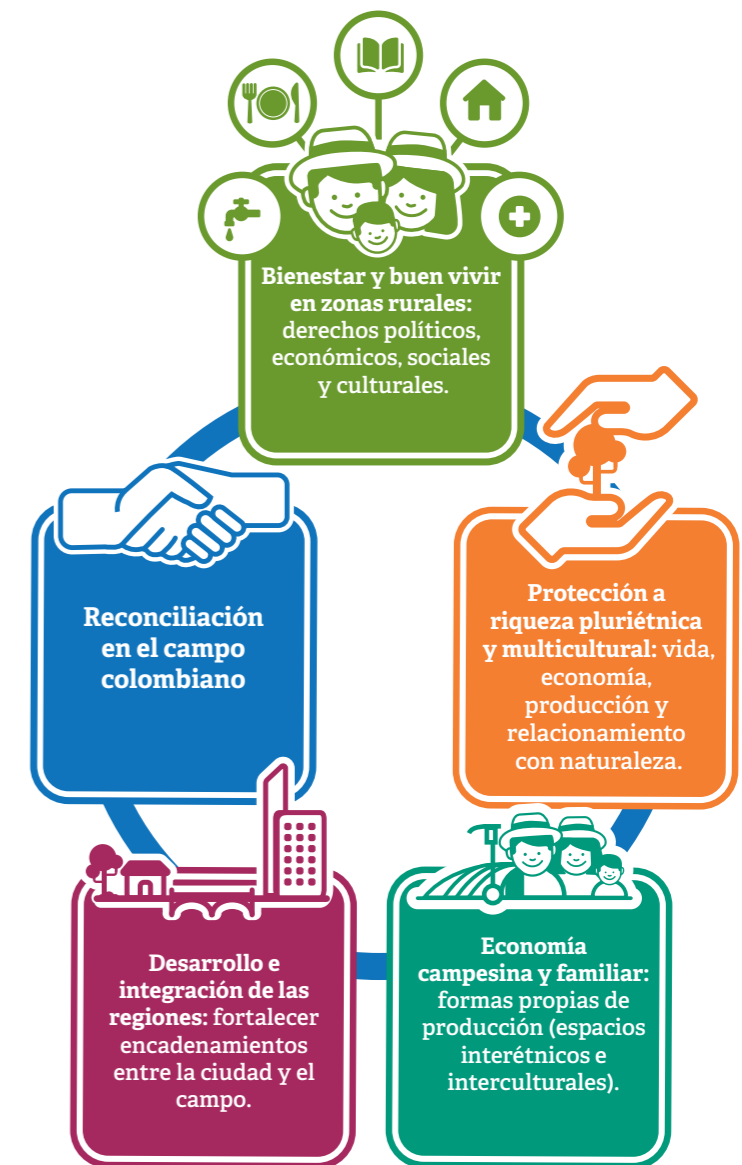 Bienestar y buen vivir
en zonas rurales:
derechos políticos,
económicos, sociales
y culturales.
Protección a
riqueza pluriétnica
y multicultural: vida,
economía,
producción y
relacionamiento
con naturaleza.
Economía
campesina y familiar:
formas propias de
producción (espacios
interétnicos e
interculturales).
Desarrollo e
integración de las
regiones: fortalecer
encadenamientos
entre la ciudad y el
campo.
Reconciliación
en el campo
colombiano